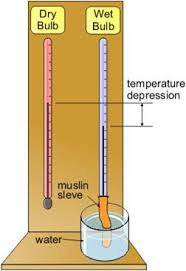 Dry
Bulb
Wet
Bulb
temperature
depression
muslin
sleve
water